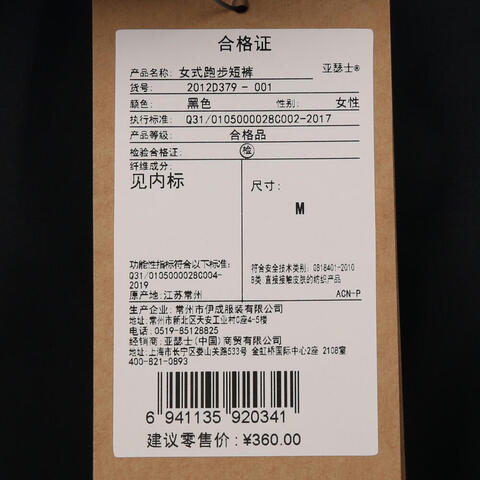 合格证
产品名称: 女式跑步短裤 亚瑟士®
货号: 2012D379 - 001
颜色: 黑色 性别: 女性
执行标准: Q31/0105000028C002-2017
产品等级: 合格品
检验合格证: 检
纤维成分:
见内标
尺寸:
M
功能性指标符合以下标准:
Q31/0105000028C004-
2019
原产地: 江苏常州
符合安全技术类别: GB18401-2010
B类:直接接触皮肤的纺织产品
ACN-P
生产企业: 常州市伊成服装有限公司
地址:常州市新北区天安工业村C座4-5楼
电话: 0519-85128825
经销商: 亚瑟士(中国)商贸有限公司
地址:上海市长宁区娄山关路533号 金虹桥国际中心2座 2108室
400-821-0893
6 941135 920341
建议零售价: ¥360.00